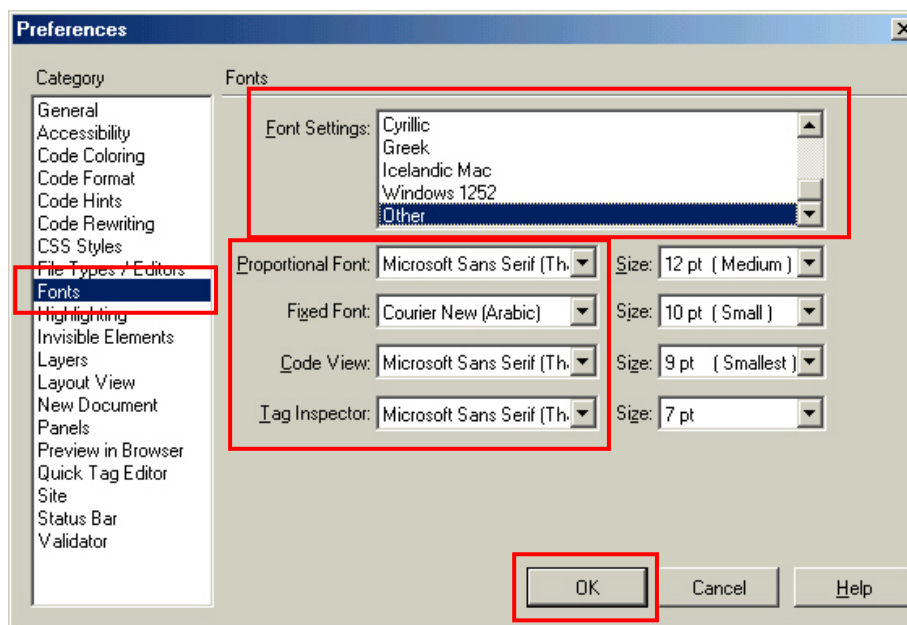 Preferences
Category
General
Accessibility
Code Coloring
Code Format
Code Hints
Code Rewriting
CSS Styles
File Types / Editors
Fonts
Highlighting
Invisible Elements
Layers
Layout View
New Document
Panels
Preview in Browser
Quick Tag Editor
Site
Status Bar
Validator
Fonts
Font Settings:
Cyrillic
Greek
Icelandic Mac
Windows 1252
Other
Proportional Font: Microsoft Sans Serif (Th. Size: 12 pt ( Medium )
Fixed Font: Courier New (Arabic) Size: 10 pt ( Small )
Code View: Microsoft Sans Serif (Th. Size: 9 pt ( Smallest )
Tag Inspector: Microsoft Sans Serif (Th. Size: 7 pt
OK Cancel Help